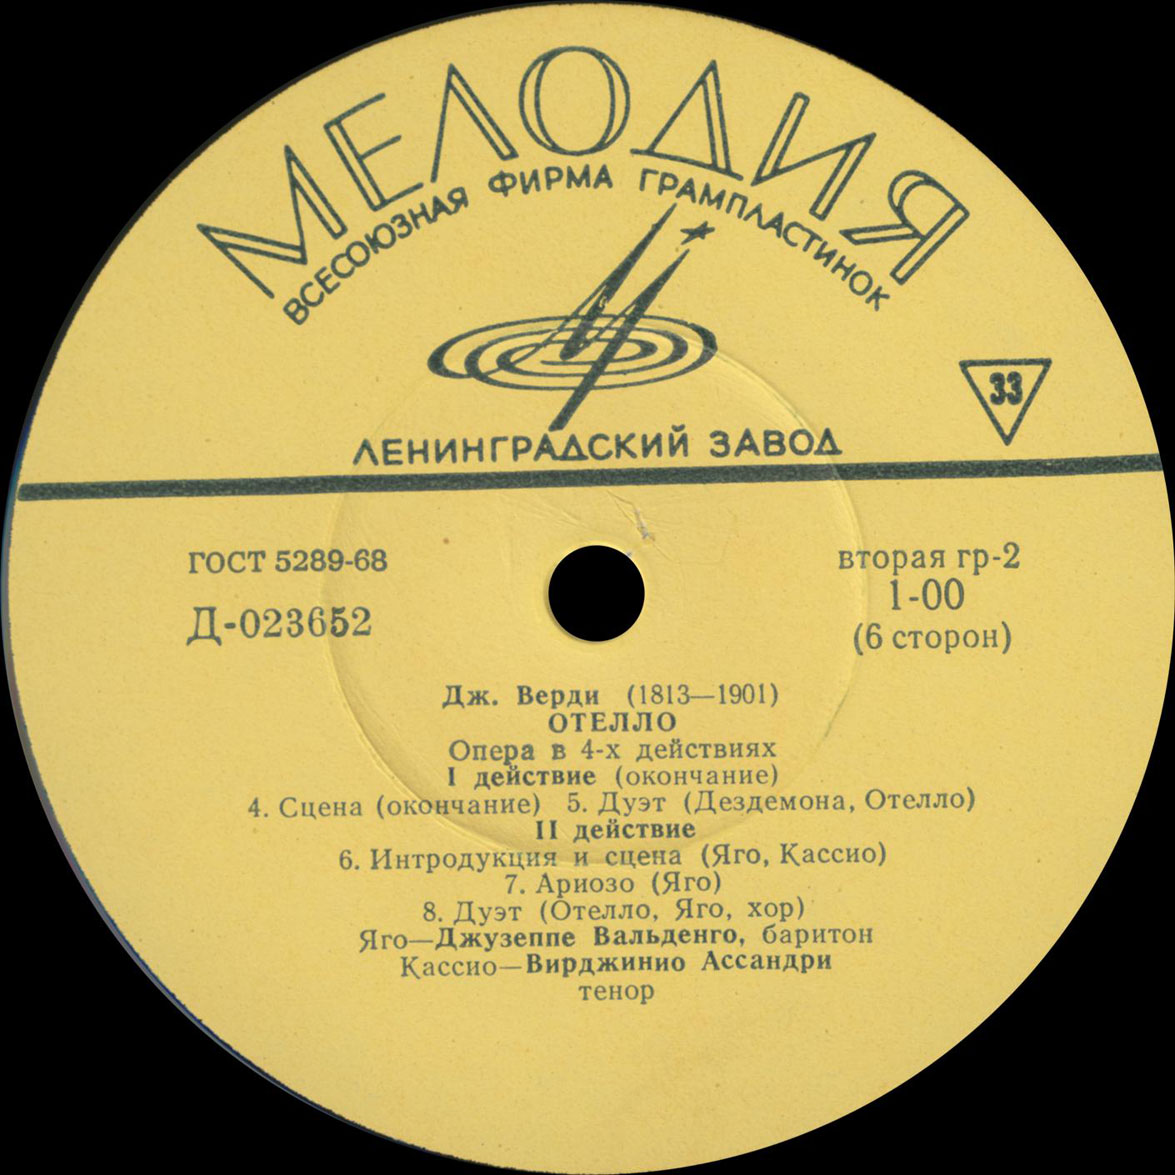 МЕЛОДИЯ
ВСЕСОЮЗНАЯ ФИРМА ГРАМПЛАСТИНОК
33
ЛЕНИНГРАДСКИЙ ЗАВОД
ГОСТ 5289-68
вторая гр-2
Д-023652
1-00
(6 сторон)
Дж. Верди (1813—1901)
ОТЕЛЛО
Опера в 4-х действиях
I действие (окончание)
4. Сцена (окончание) 5. Дуэт (Дездемона, Отелло)
II действие
6. Интродукция и сцена (Яго, Кассио)
7. Ариозо (Яго)
8. Дуэт (Отелло, Яго, хор)
Яго—Джузеппе Вальденго, баритон
Кассио—Вирджинио Ассандри
тенор